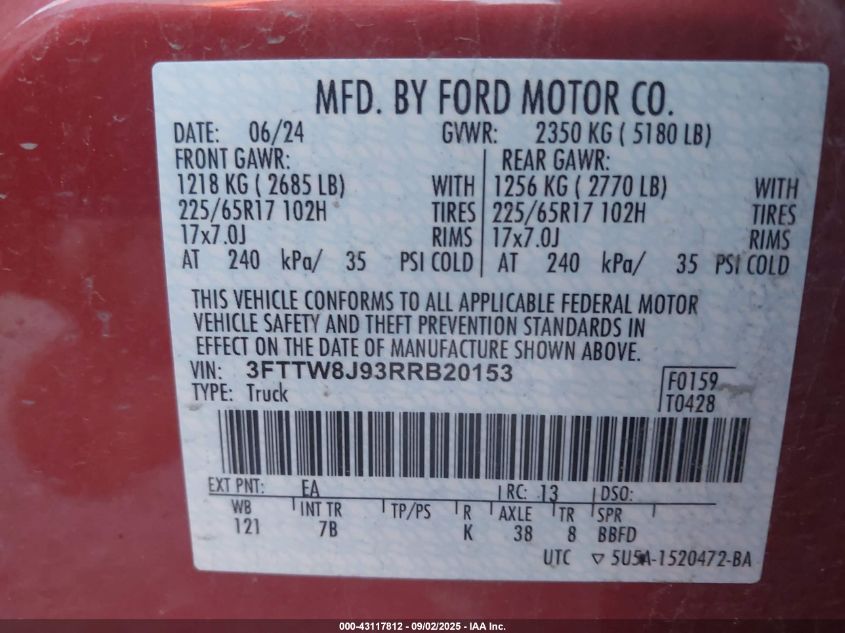 MFD. BY FORD MOTOR CO.
DATE: 06/24 GVWR: 2350 KG ( 5180 LB)
FRONT GAWR: REAR GAWR:
1218 KG ( 2685 LB) WITH 1256 KG ( 2770 LB) WITH
225/65R17 102H TIRES 225/65R17 102H TIRES
17x7.0J RIMS 17x7.0J RIMS
AT 240 kPa/ 35 PSI COLD AT 240 kPa/ 35 PSI COLD
THIS VEHICLE CONFORMS TO ALL APPLICABLE FEDERAL MOTOR
VEHICLE SAFETY AND THEFT PREVENTION STANDARDS IN
EFFECT ON THE DATE OF MANUFACTURE SHOWN ABOVE.
VIN: 3FTTW8J93RRB20153
TYPE: Truck
F0159
T0428
EXT PNT: EA RC: 13 DSO:
WB INT TR TP/PS R AXLE TR SPR
121 7B K 38 8 BBFD
UTC ▽ 5U5A-1520472-BA
000-43117812 - 09/02/2025 - IAA Inc.